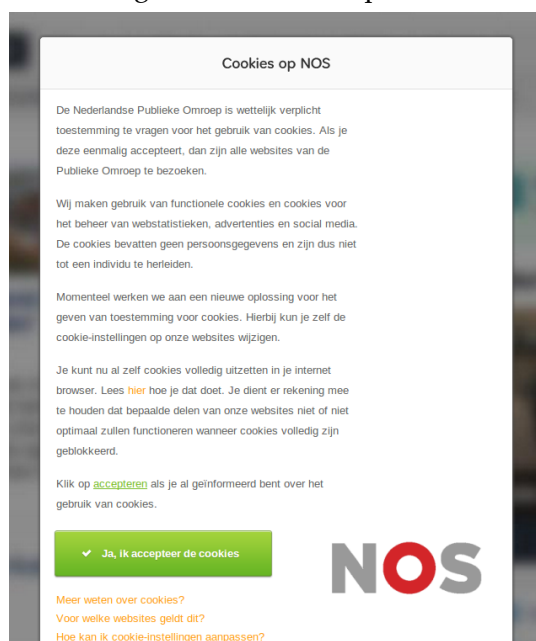 Cookies op NOS
De Nederlandse Publieke Omroep is wettelijk verplicht
toestemming te vragen voor het gebruik van cookies. Als je
deze eenmalig accepteert, dan zijn alle websites van de
Publieke Omroep te bezoeken.
Wij maken gebruik van functionele cookies en cookies voor
het beheer van webstatistieken, advertenties en social media.
De cookies bevatten geen persoonsgegevens en zijn dus niet
tot een individu te herleiden.
Momenteel werken we aan een nieuwe oplossing voor het
geven van toestemming voor cookies. Hierbij kun je zelf de
cookie-instellingen op onze websites wijzigen.
Je kunt nu al zelf cookies volledig uitzetten in je internet
browser. Lees hier hoe je dat doet. Je dient er rekening mee
te houden dat bepaalde delen van onze websites niet of niet
optimaal zullen functioneren wanneer cookies volledig zijn
geblokkeerd.
Klik op accepteren als je al geïnformeerd bent over het
gebruik van cookies.
Ja, ik accepteer de cookies
NOS
Meer weten over cookies?
Voor welke websites geldt dit?
Hoe kan ik cookie-instellingen aanpassen?